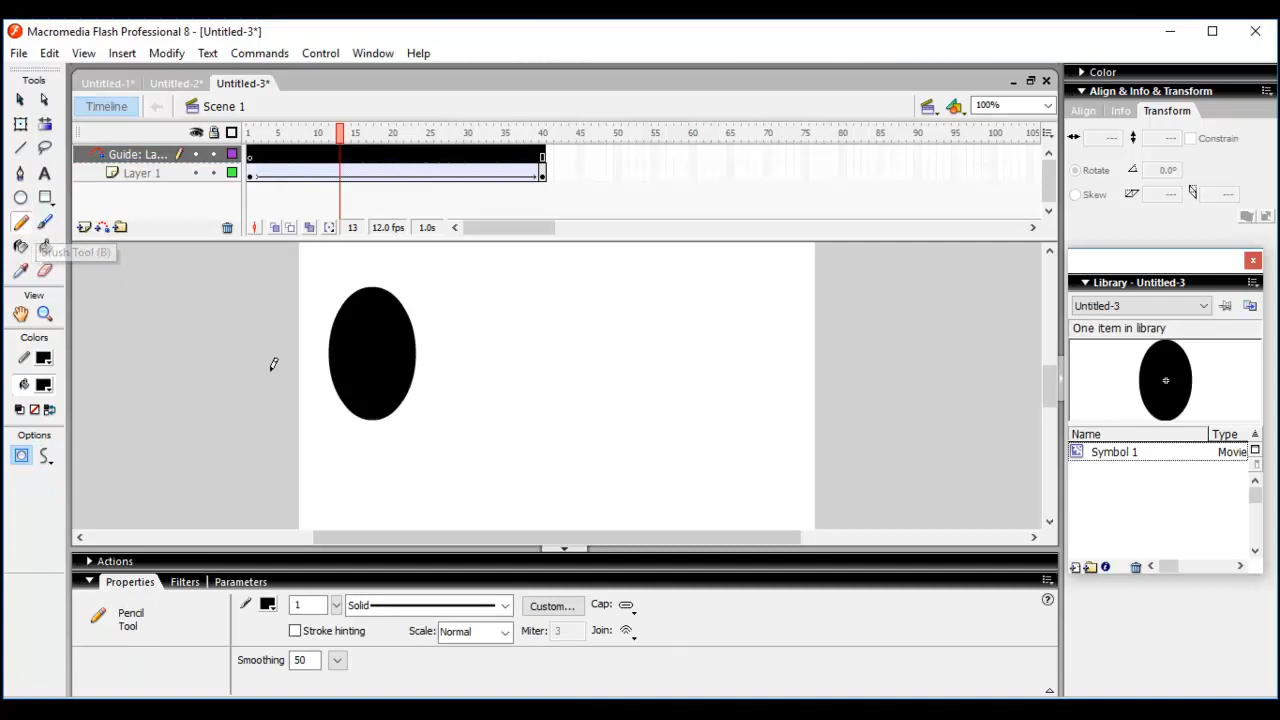 Macromedia Flash Professional 8 - [Untitled-3*]
File Edit View Insert Modify Text Commands Control Window Help
Tools
Untitled-1* Untitled-2* Untitled-3*
Color
Align & Info & Transform
Timeline Scene 1 100%
Align Info Transform
1 5 10 15 20 25 30 35 40 45 50 55 60 65 70 75 80 85 90 95 100 105
--- --- Constrain
Guide: La...
Layer 1
Rotate 0.0°
Skew --- ---
13 12.0 fps 1.0s
Brush Tool (B)
View
Colors
Options
Library - Untitled-3
Untitled-3
One item in library
Name Type
Symbol 1 Movie
Actions
Properties Filters Parameters
Pencil
Tool
1 Solid Custom... Cap:
Stroke hinting Scale: Normal Miter: 3 Join:
Smoothing 50